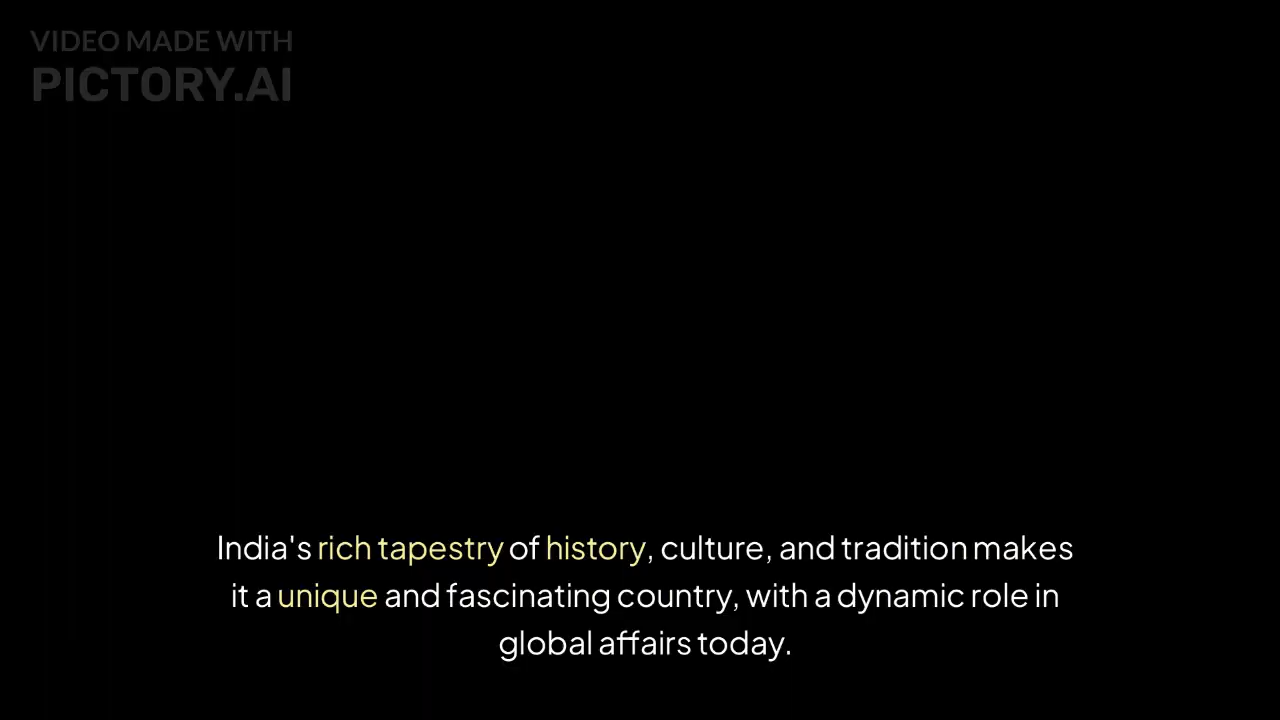 VIDEO MADE WITH
PICTORY.AI
India's rich tapestry of history, culture, and tradition makes
it a unique and fascinating country, with a dynamic role in
global affairs today.